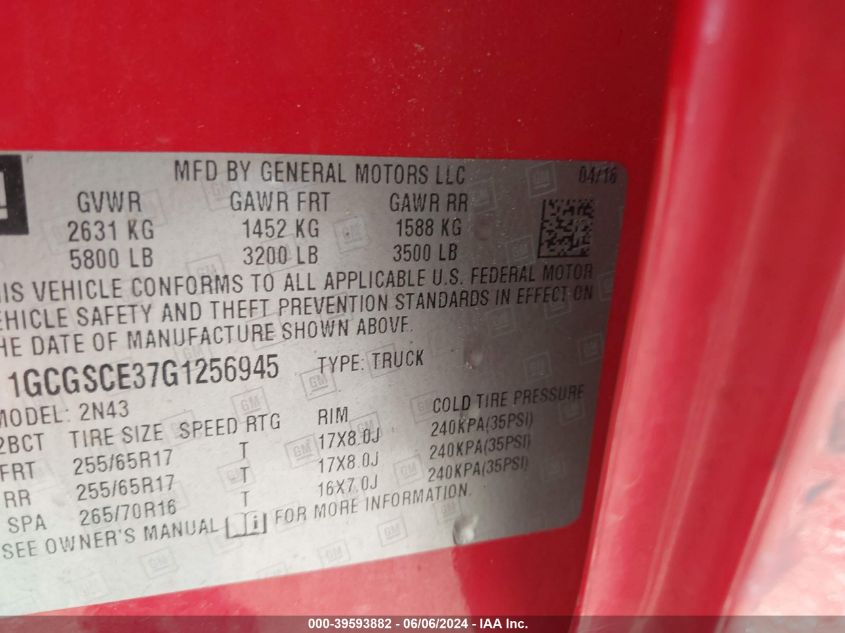 MFD BY GENERAL MOTORS LLC 04/16
GVWR GAWR FRT GAWR RR
2631 KG 1452 KG 1588 KG
5800 LB 3200 LB 3500 LB
HIS VEHICLE CONFORMS TO ALL APPLICABLE U.S. FEDERAL MOTOR
EHICLE SAFETY AND THEFT PREVENTION STANDARDS IN EFFECT ON
HE DATE OF MANUFACTURE SHOWN ABOVE.
1GCGSCE37G1256945 TYPE: TRUCK
MODEL: 2N43
2BCT TIRE SIZE SPEED RTG RIM COLD TIRE PRESSURE
FRT 255/65R17 T 17X8.0J 240KPA(35PSI)
RR 255/65R17 T 17X8.0J 240KPA(35PSI)
SPA 265/70R16 T 16X7.0J 240KPA(35PSI)
SEE OWNER'S MANUAL i FOR MORE INFORMATION.
000-39593882 - 06/06/2024 - IAA Inc.